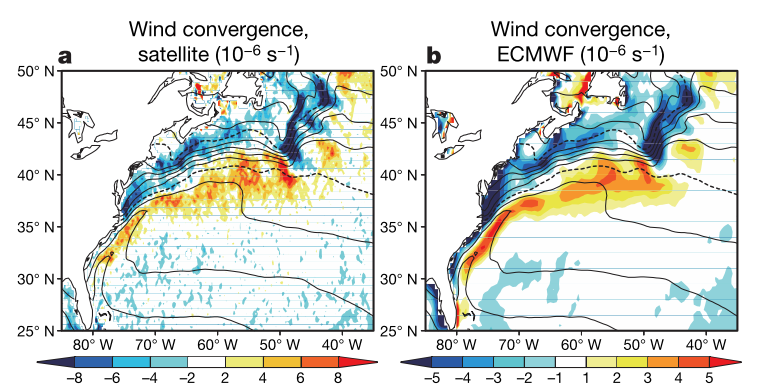 Wind convergence,
satellite (10⁻⁶ s⁻¹)
a
50° N
45° N
40° N
35° N
30° N
25° N
80° W 70° W 60° W 50° W 40° W
−8 −6 −4 −2 2 4 6 8
Wind convergence,
ECMWF (10⁻⁶ s⁻¹)
b
50° N
45° N
40° N
35° N
30° N
25° N
80° W 70° W 60° W 50° W 40° W
−5 −4 −3 −2 −1 1 2 3 4 5